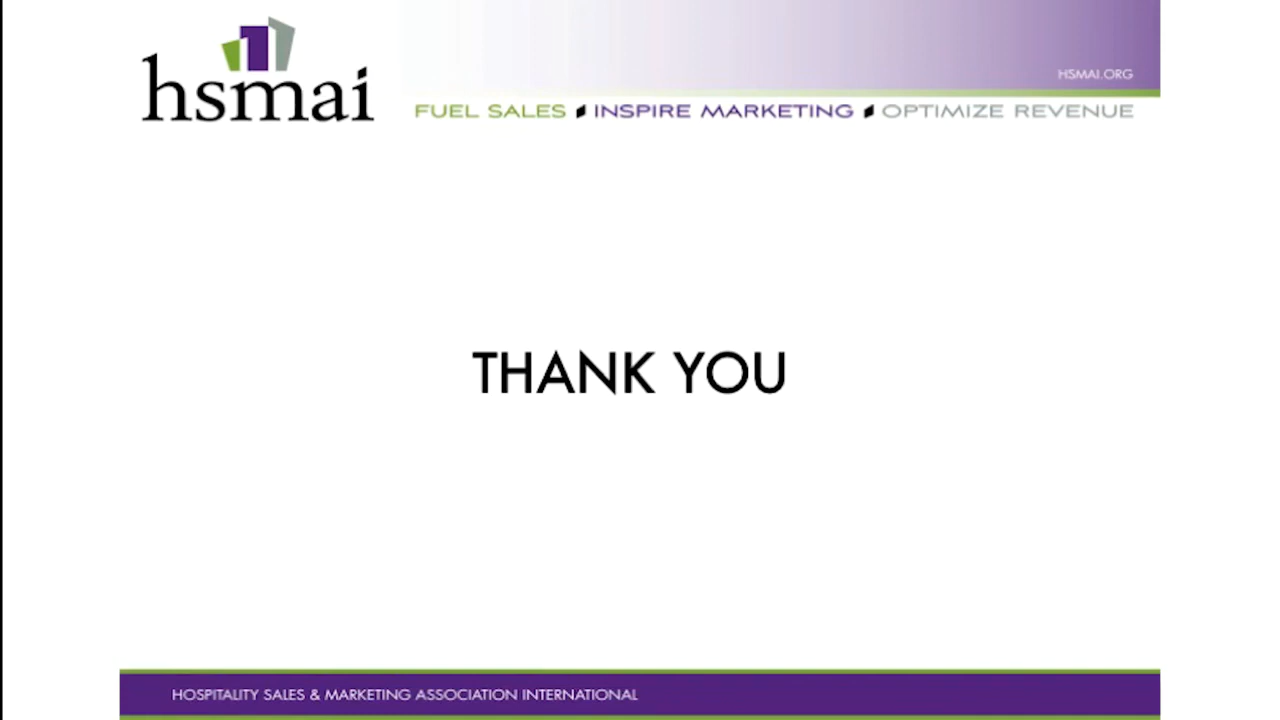 hsmai
HSMAI.ORG
FUEL SALES INSPIRE MARKETING OPTIMIZE REVENUE
THANK YOU
HOSPITALITY SALES & MARKETING ASSOCIATION INTERNATIONAL